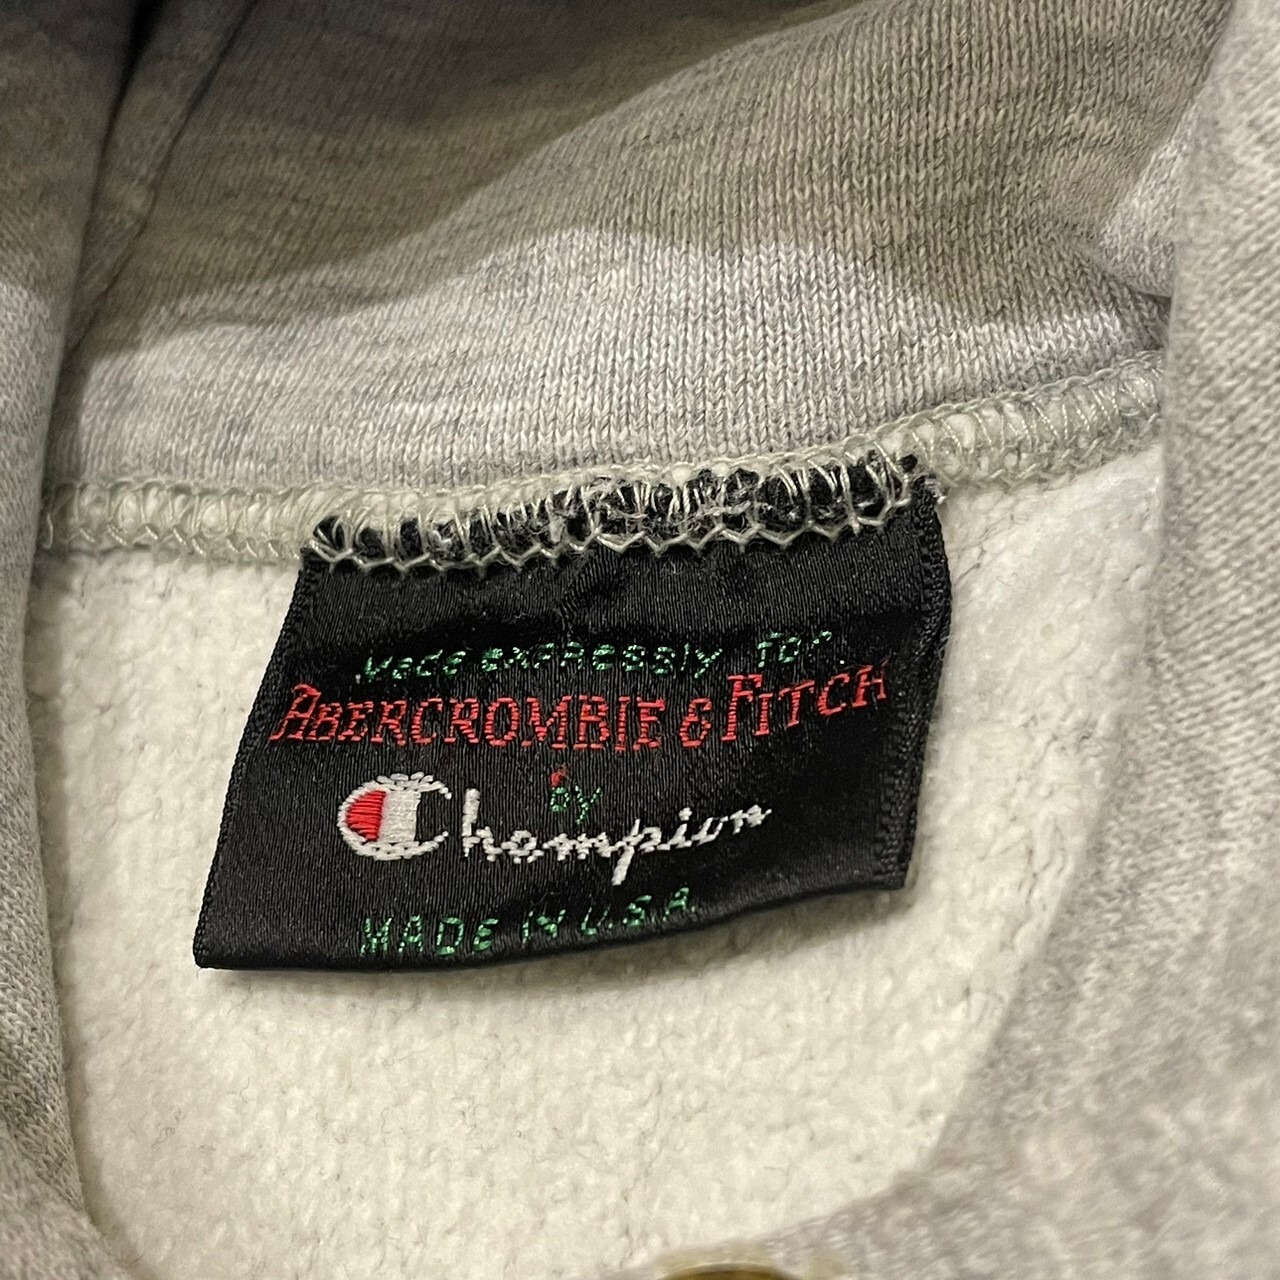 Made expressly for
ABERCROMBIE & FITCH
by
Champion
MADE IN U.S.A.